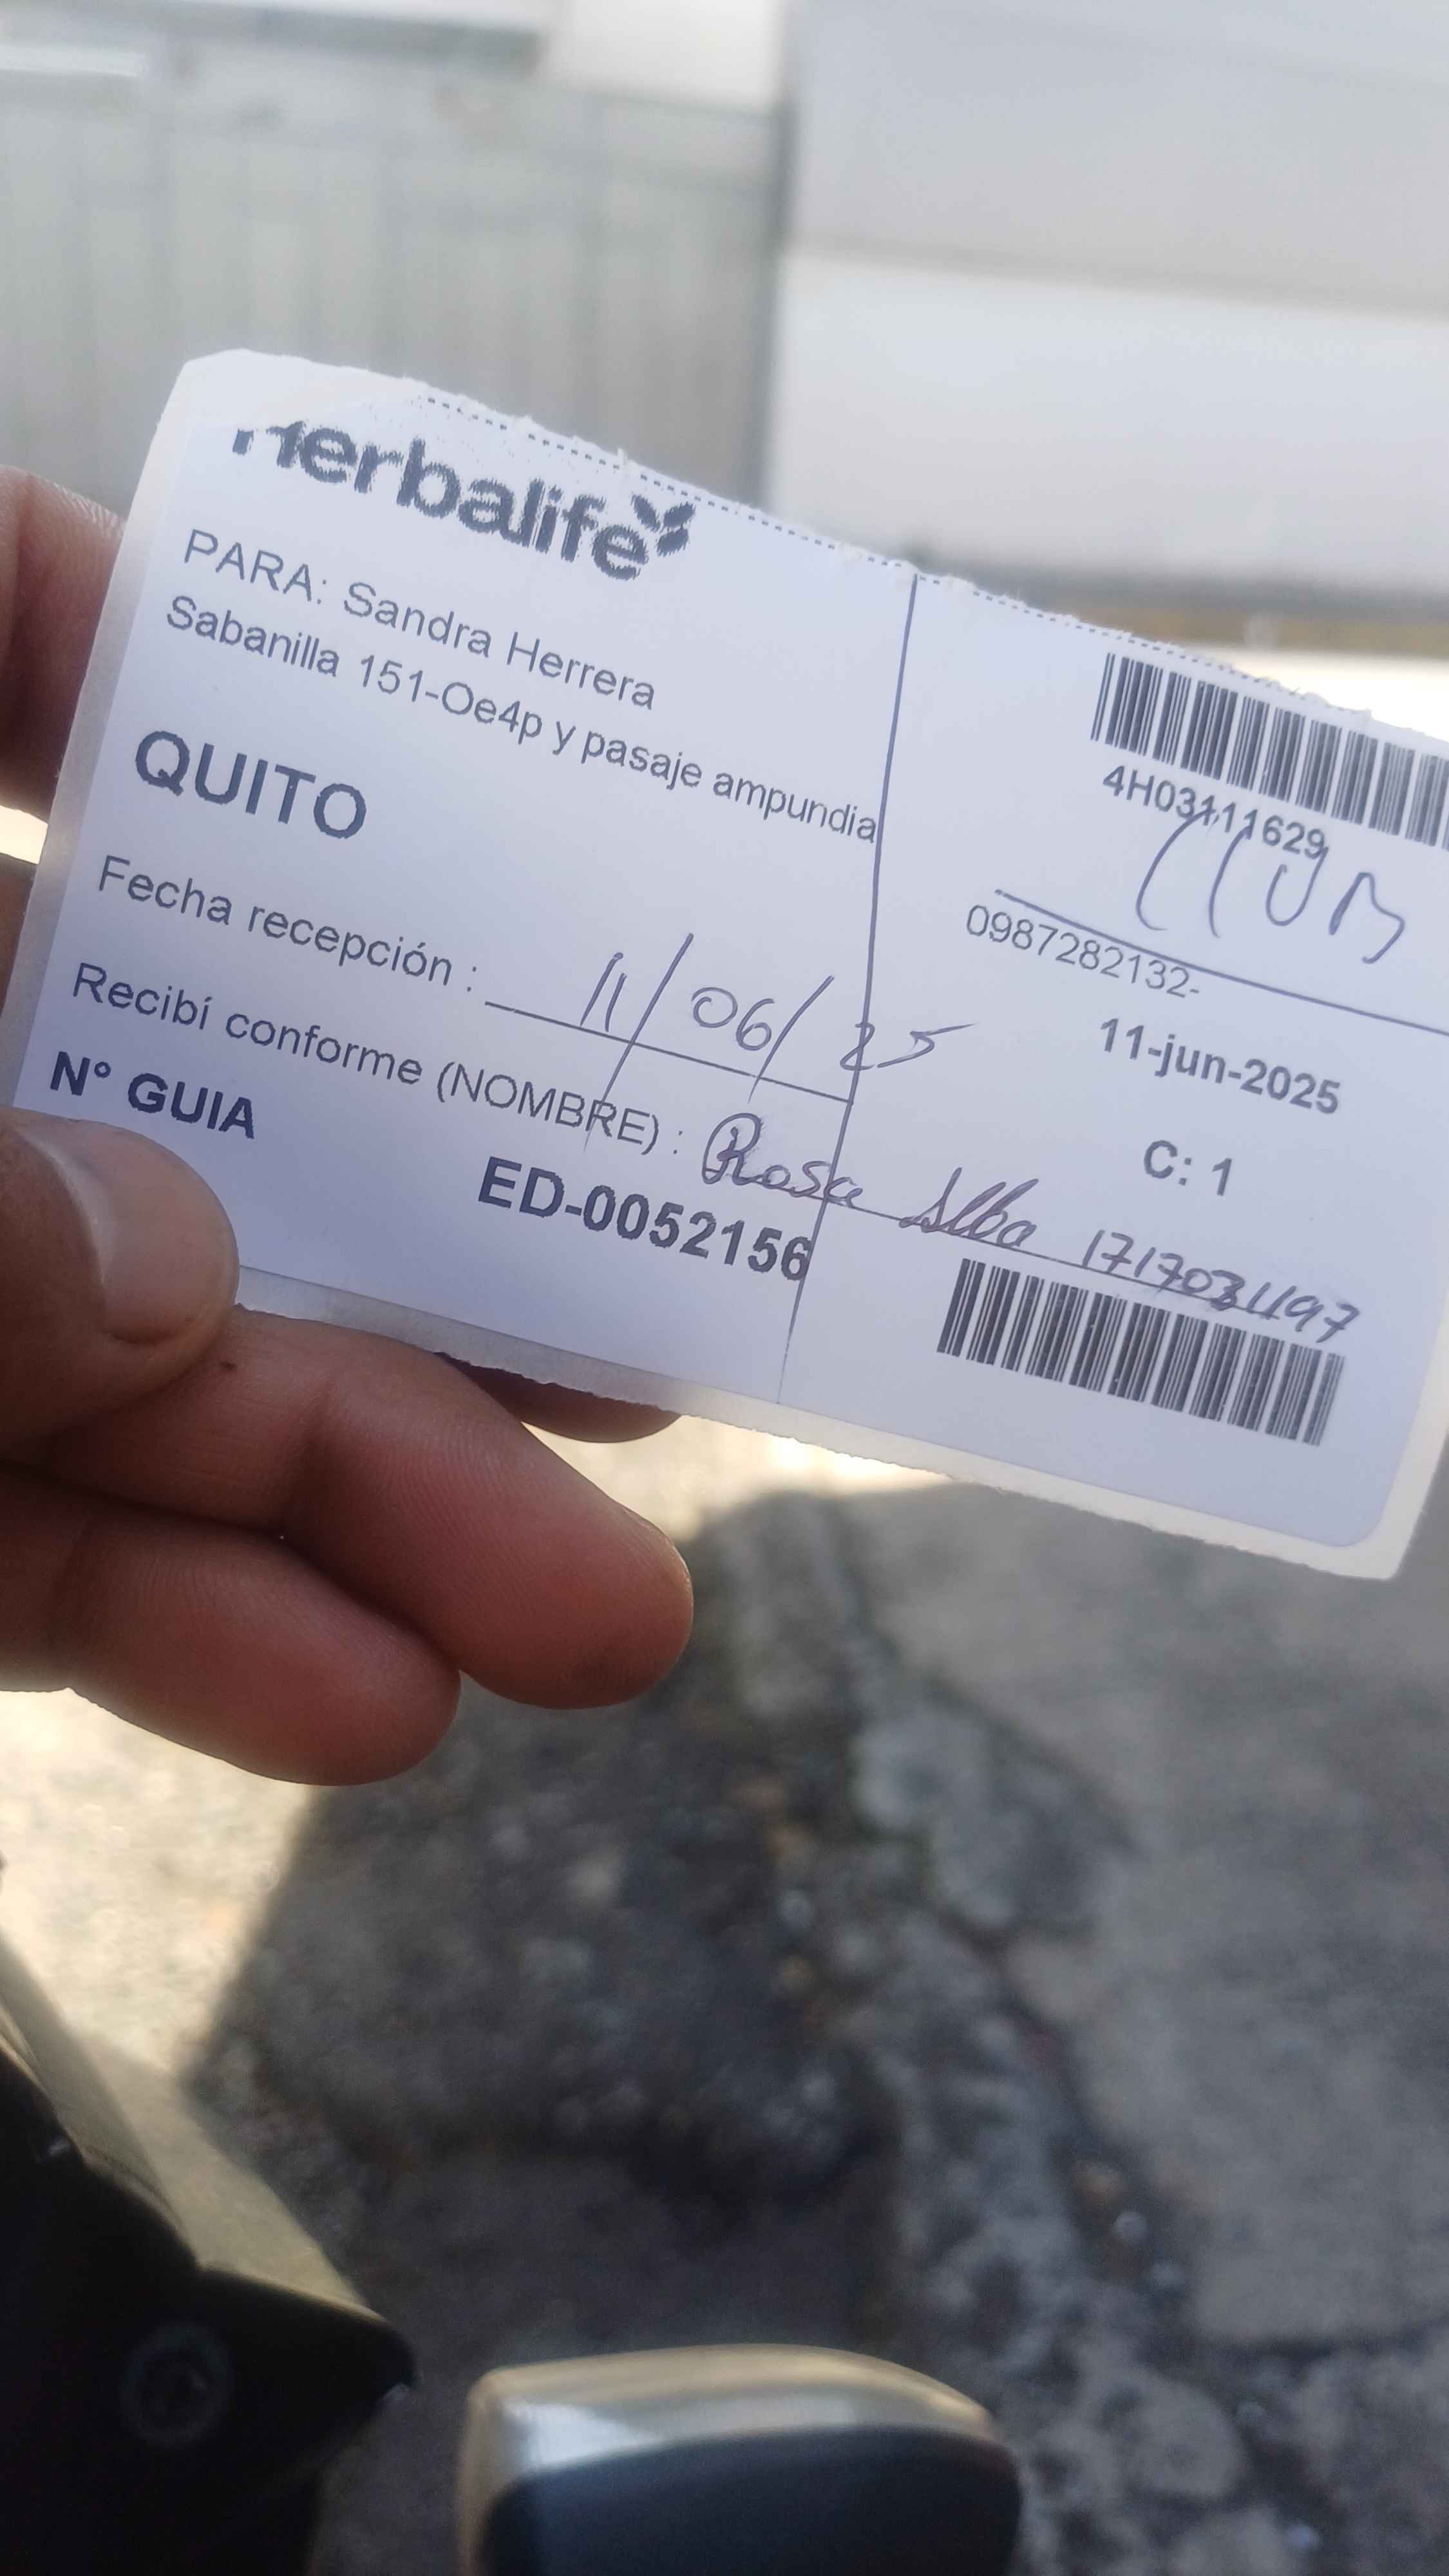 Herbalife
PARA: Sandra Herrera
Sabanilla 151-Oe4p y pasaje ampundia
QUITO
Fecha recepción : 11/06/25
Recibí conforme (NOMBRE) : Rosa Alba 1717031197
N° GUIA
ED-0052156
4H03111629
0987282132-
11-jun-2025
C: 1